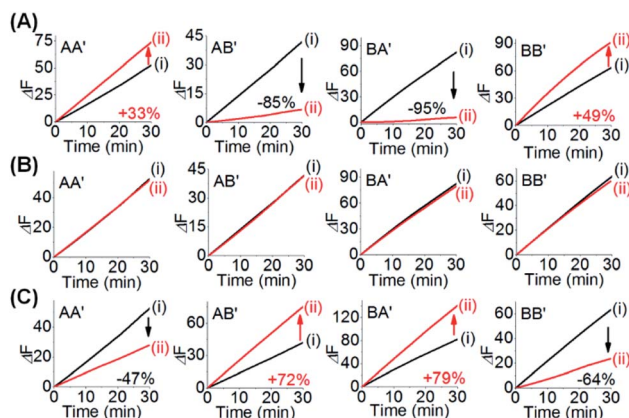 (A)
AA' (ii) (i) +33%
ΔF 75 50 25 0
0 10 20 30
Time (min)
AB' (i) -85% (ii)
45 30 15 0
0 10 20 30
Time (min)
BA' (i) -95% (ii)
ΔF 90 60 30 0
0 10 20 30
Time (min)
BB' (ii) (i) +49%
ΔF 90 60 30 0
0 10 20 30
Time (min)
(B)
AA' (i) (ii)
ΔF 40 20 0
0 10 20 30
Time (min)
AB' (i) (ii)
ΔF 45 30 15 0
0 10 20 30
Time (min)
BA' (i) (ii)
ΔF 90 60 30 0
0 10 20 30
Time (min)
BB' (i) (ii)
ΔF 60 40 20 0
0 10 20 30
Time (min)
(C)
AA' (i) (ii) -47%
ΔF 40 20 0
0 10 20 30
Time (min)
AB' (ii) (i) +72%
ΔF 60 30 0
0 10 20 30
Time (min)
BA' (ii) (i) +79%
ΔF 120 80 40 0
0 10 20 30
Time (min)
BB' (i) (ii) -64%
ΔF 60 40 20 0
0 10 20 30
Time (min)